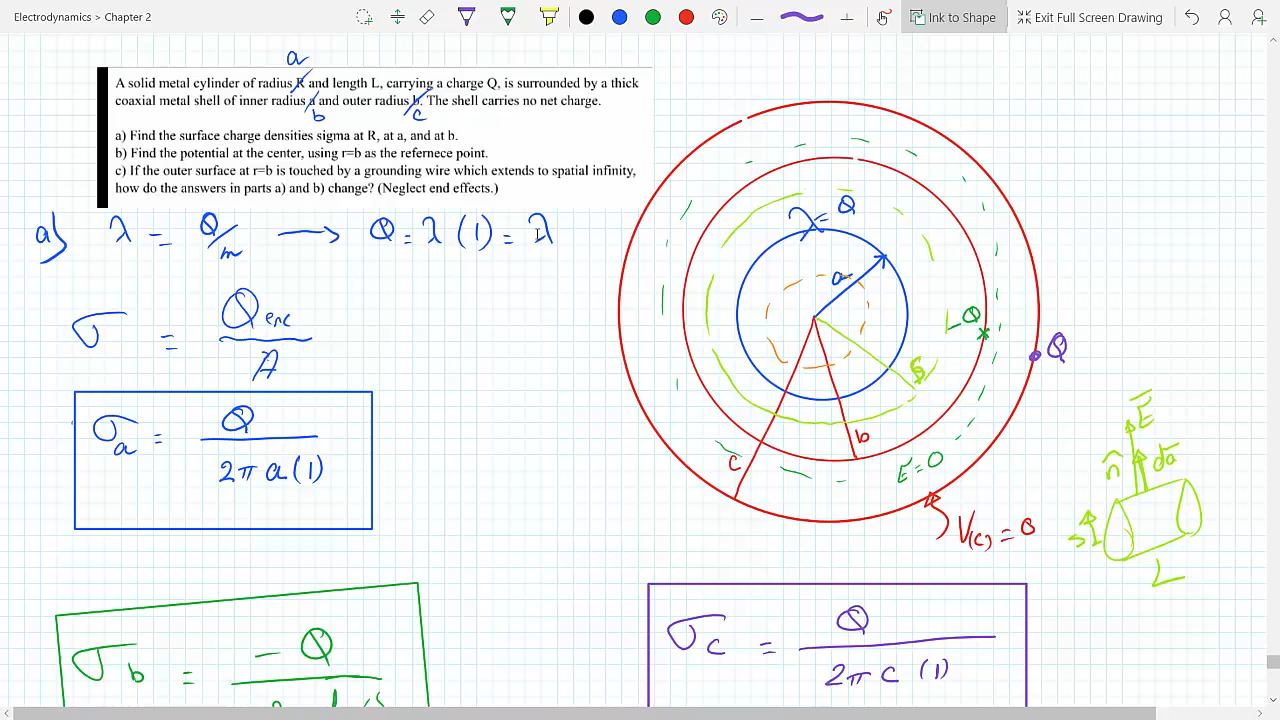 Electrodynamics > Chapter 2
Ink to Shape
Exit Full Screen Drawing
a
A solid metal cylinder of radius R and length L, carrying a charge Q, is surrounded by a thick
coaxial metal shell of inner radius a and outer radius b. The shell carries no net charge.
b c
a) Find the surface charge densities sigma at R, at a, and at b.
b) Find the potential at the center, using r=b as the refernece point.
c) If the outer surface at r=b is touched by a grounding wire which extends to spatial infinity,
how do the answers in parts a) and b) change? (Neglect end effects.)
a) λ = Q/m → Q = λ (1) = λ
σ = Qenc / A
σa = Q / 2π a (1)
σb = - Q
λ = Q
a
-Q
Q
b
c
E=0
V(c) = 0
E
n̂
da
s
L
σc = Q / 2π c (1)